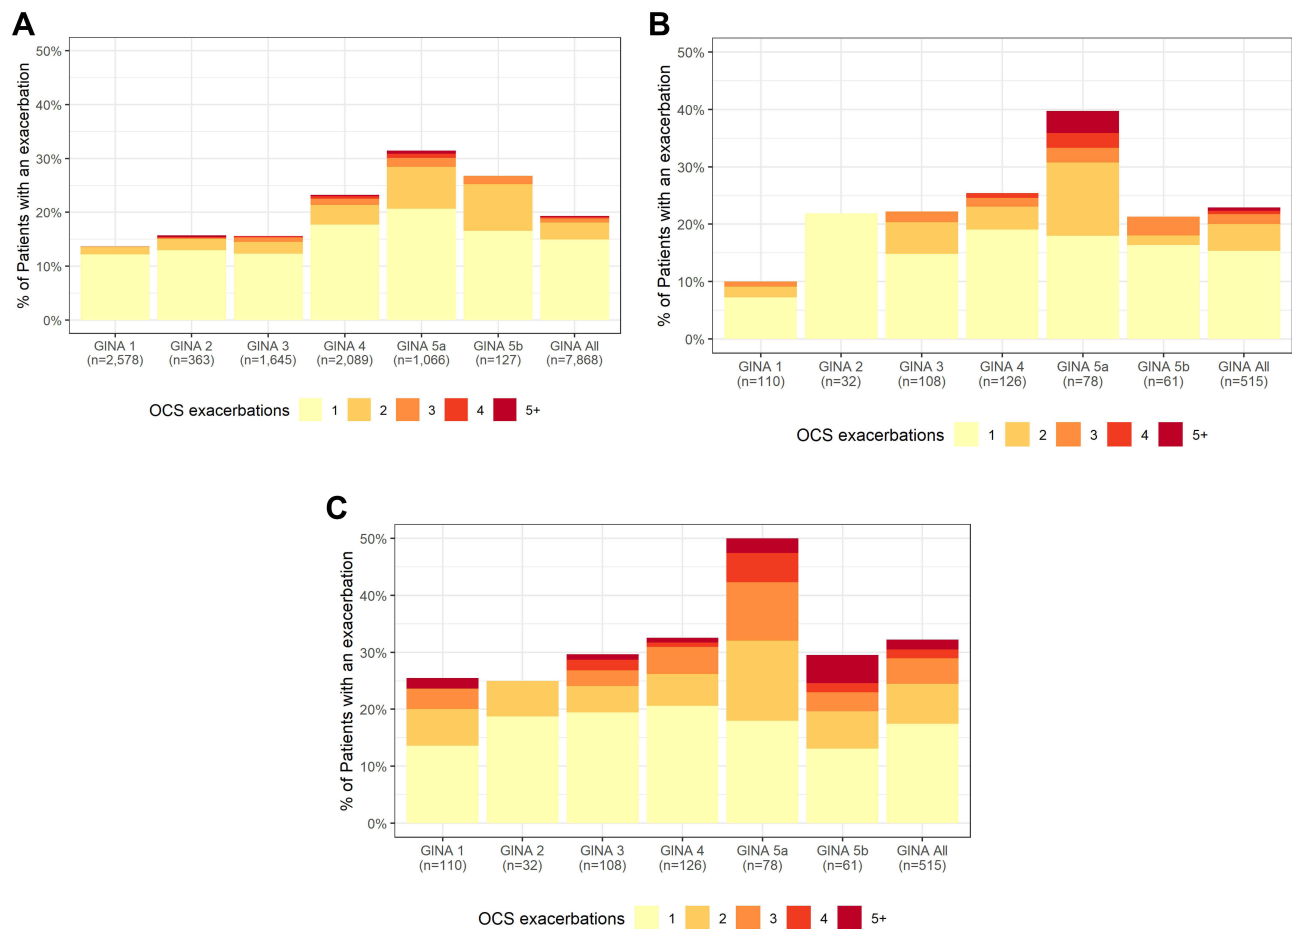 A
% of Patients with an exacerbation
50%
40%
30%
20%
10%
0%
GINA 1 GINA 2 GINA 3 GINA 4 GINA 5a GINA 5b GINA All
(n=2,578) (n=363) (n=1,645) (n=2,089) (n=1,066) (n=127) (n=7,868)
OCS exacerbations 1 2 3 4 5+
B
% of Patients with an exacerbation
50%
40%
30%
20%
10%
0%
GINA 1 GINA 2 GINA 3 GINA 4 GINA 5a GINA 5b GINA All
(n=110) (n=32) (n=108) (n=126) (n=78) (n=61) (n=515)
OCS exacerbations 1 2 3 4 5+
C
% of Patients with an exacerbation
50%
40%
30%
20%
10%
0%
GINA 1 GINA 2 GINA 3 GINA 4 GINA 5a GINA 5b GINA All
(n=110) (n=32) (n=108) (n=126) (n=78) (n=61) (n=515)
OCS exacerbations 1 2 3 4 5+